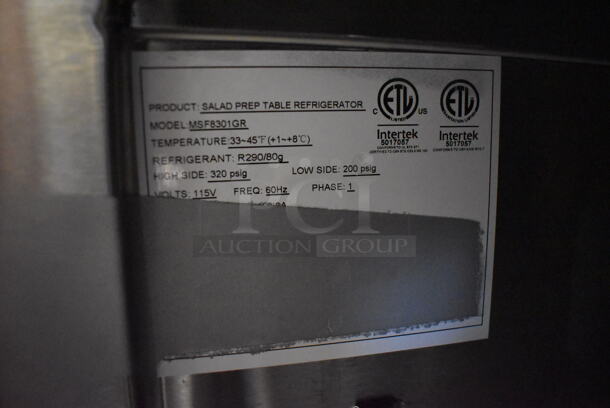 PRODUCT: SALAD PREP TABLE REFRIGERATOR
MODEL: MSF8301GR
TEMPERATURE: 33~45°F(+1~+8°C)
REFRIGERANT: R290/80g
HIGH SIDE: 320 psig LOW SIDE: 200 psig
VOLTS: 115V FREQ: 60Hz PHASE: 1
C ETL US
Intertek
5017057
ETL
Intertek
5017057
PCI
AUCTION GROUP